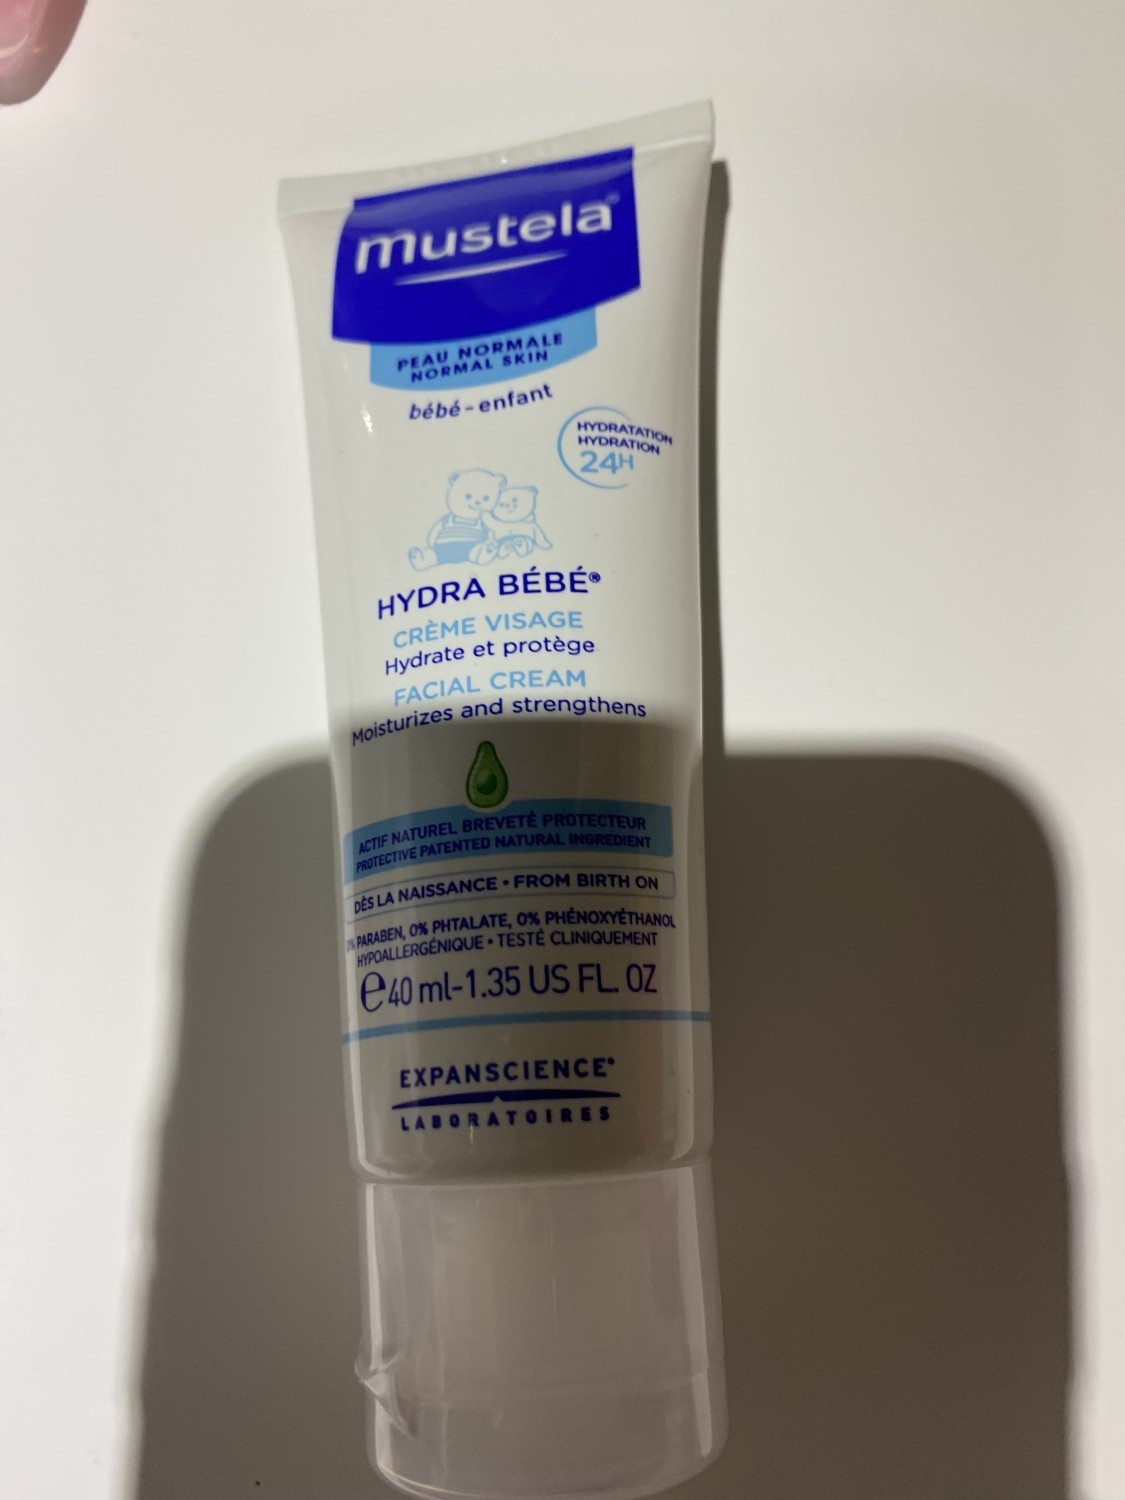 mustela®
PEAU NORMALE
NORMAL SKIN
bébé-enfant
HYDRATATION
HYDRATION
24H
HYDRA BÉBÉ®
CRÈME VISAGE
Hydrate et protège
FACIAL CREAM
Moisturizes and strengthens
ACTIF NATUREL BREVETÉ PROTECTEUR
PROTECTIVE PATENTED NATURAL INGREDIENT
DÈS LA NAISSANCE • FROM BIRTH ON
0% PARABEN, 0% PHTALATE, 0% PHÉNOXYÉTHANOL
HYPOALLERGÉNIQUE • TESTÉ CLINIQUEMENT
℮ 40 ml-1.35 US FL. OZ
EXPANSCIENCE®
LABORATOIRES